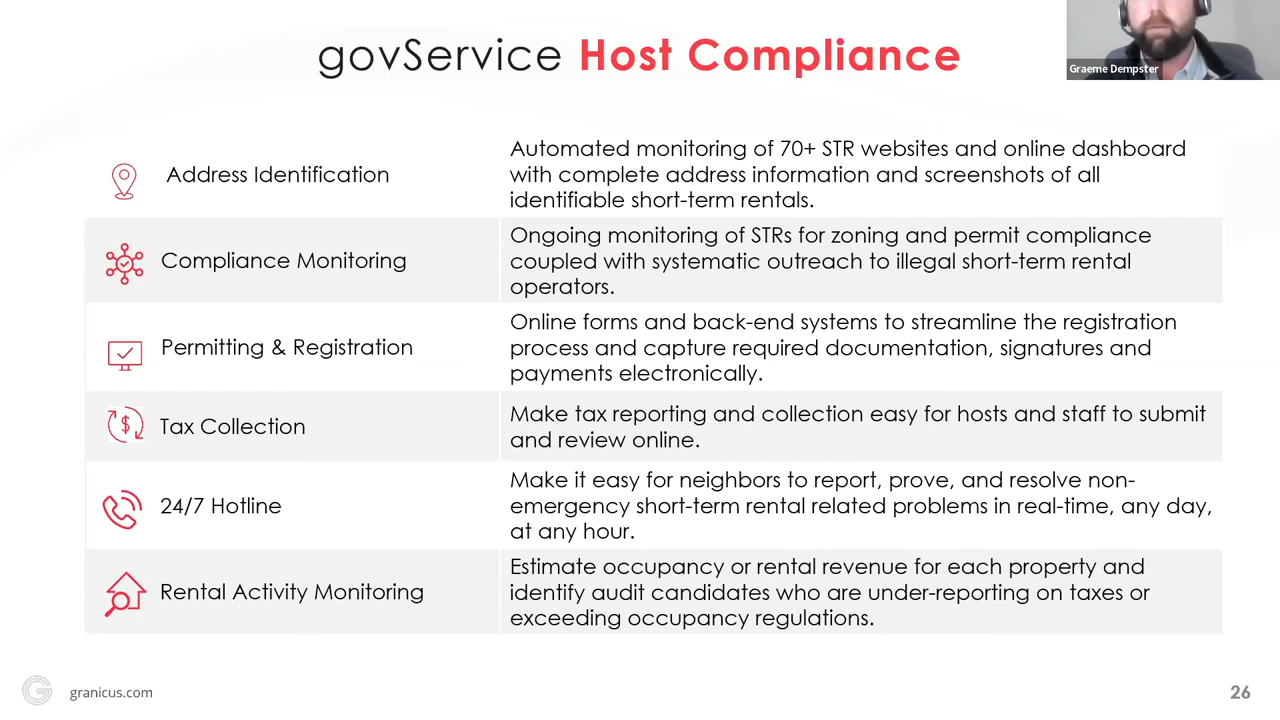 govService Host Compliance
Graeme Dempster
Address Identification
Automated monitoring of 70+ STR websites and online dashboard
with complete address information and screenshots of all
identifiable short-term rentals.
Compliance Monitoring
Ongoing monitoring of STRs for zoning and permit compliance
coupled with systematic outreach to illegal short-term rental
operators.
Permitting & Registration
Online forms and back-end systems to streamline the registration
process and capture required documentation, signatures and
payments electronically.
$
Tax Collection
Make tax reporting and collection easy for hosts and staff to submit
and review online.
24/7 Hotline
Make it easy for neighbors to report, prove, and resolve non-
emergency short-term rental related problems in real-time, any day,
at any hour.
Rental Activity Monitoring
Estimate occupancy or rental revenue for each property and
identify audit candidates who are under-reporting on taxes or
exceeding occupancy regulations.
granicus.com
26